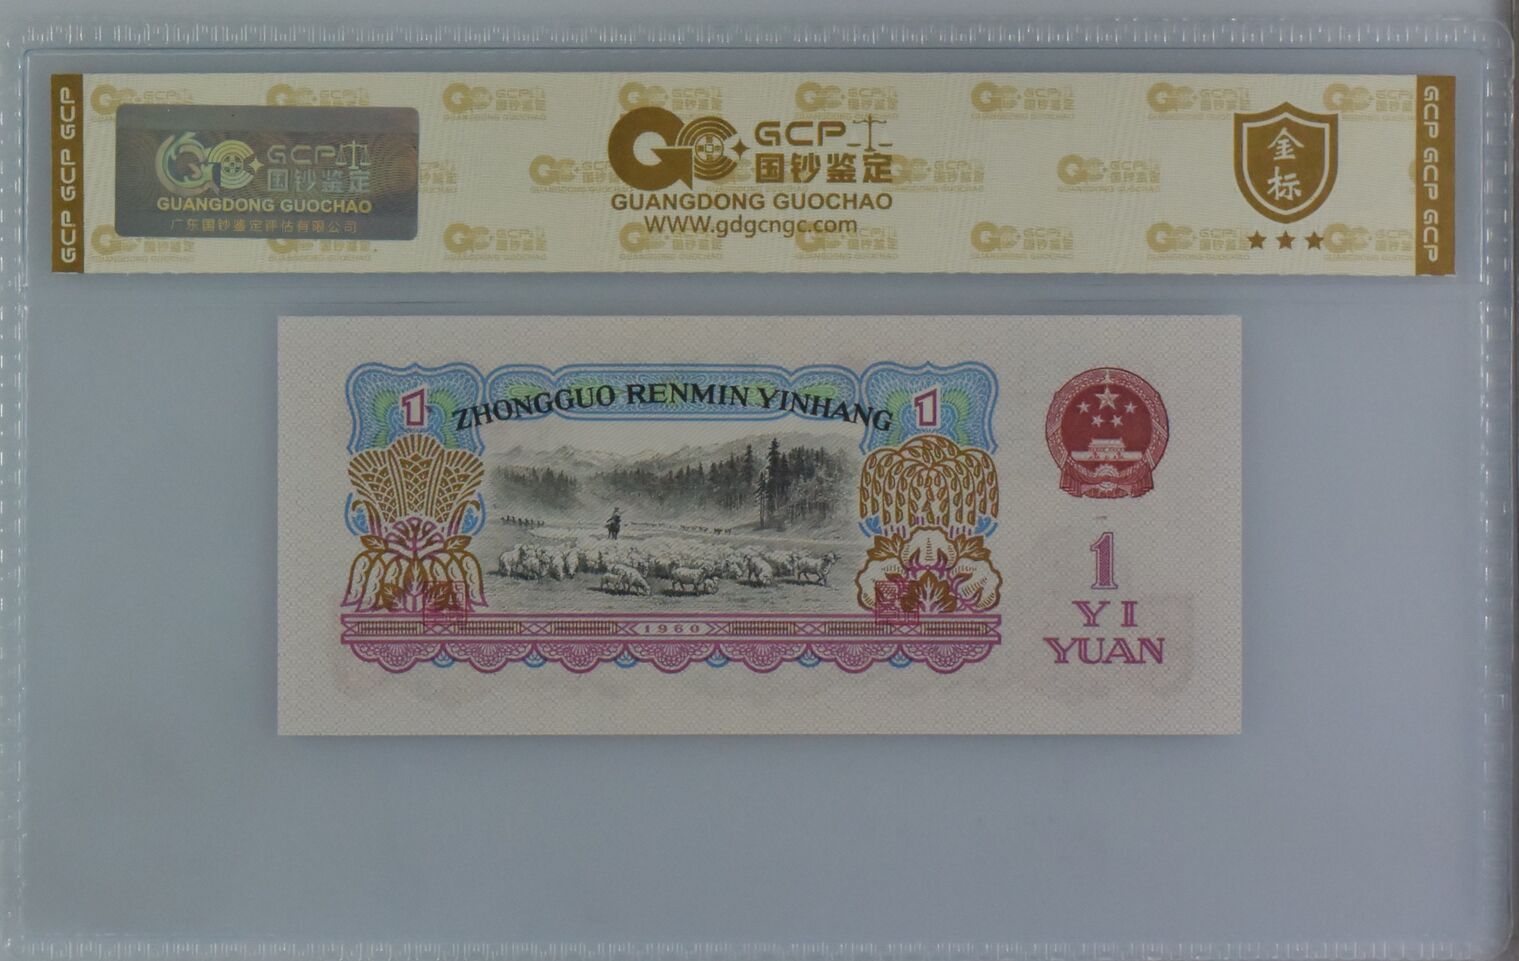 GCP GCP GCP
GCP
国钞鉴定
GUANGDONG GUOCHAO
广东国钞鉴定评估有限公司
GCP
国钞鉴定
GUANGDONG GUOCHAO
WWW.gdgcngc.com
金
标
GCP GCP GCP
ZHONGGUO RENMIN YINHANG
1
1
1960
1
YI
YUAN